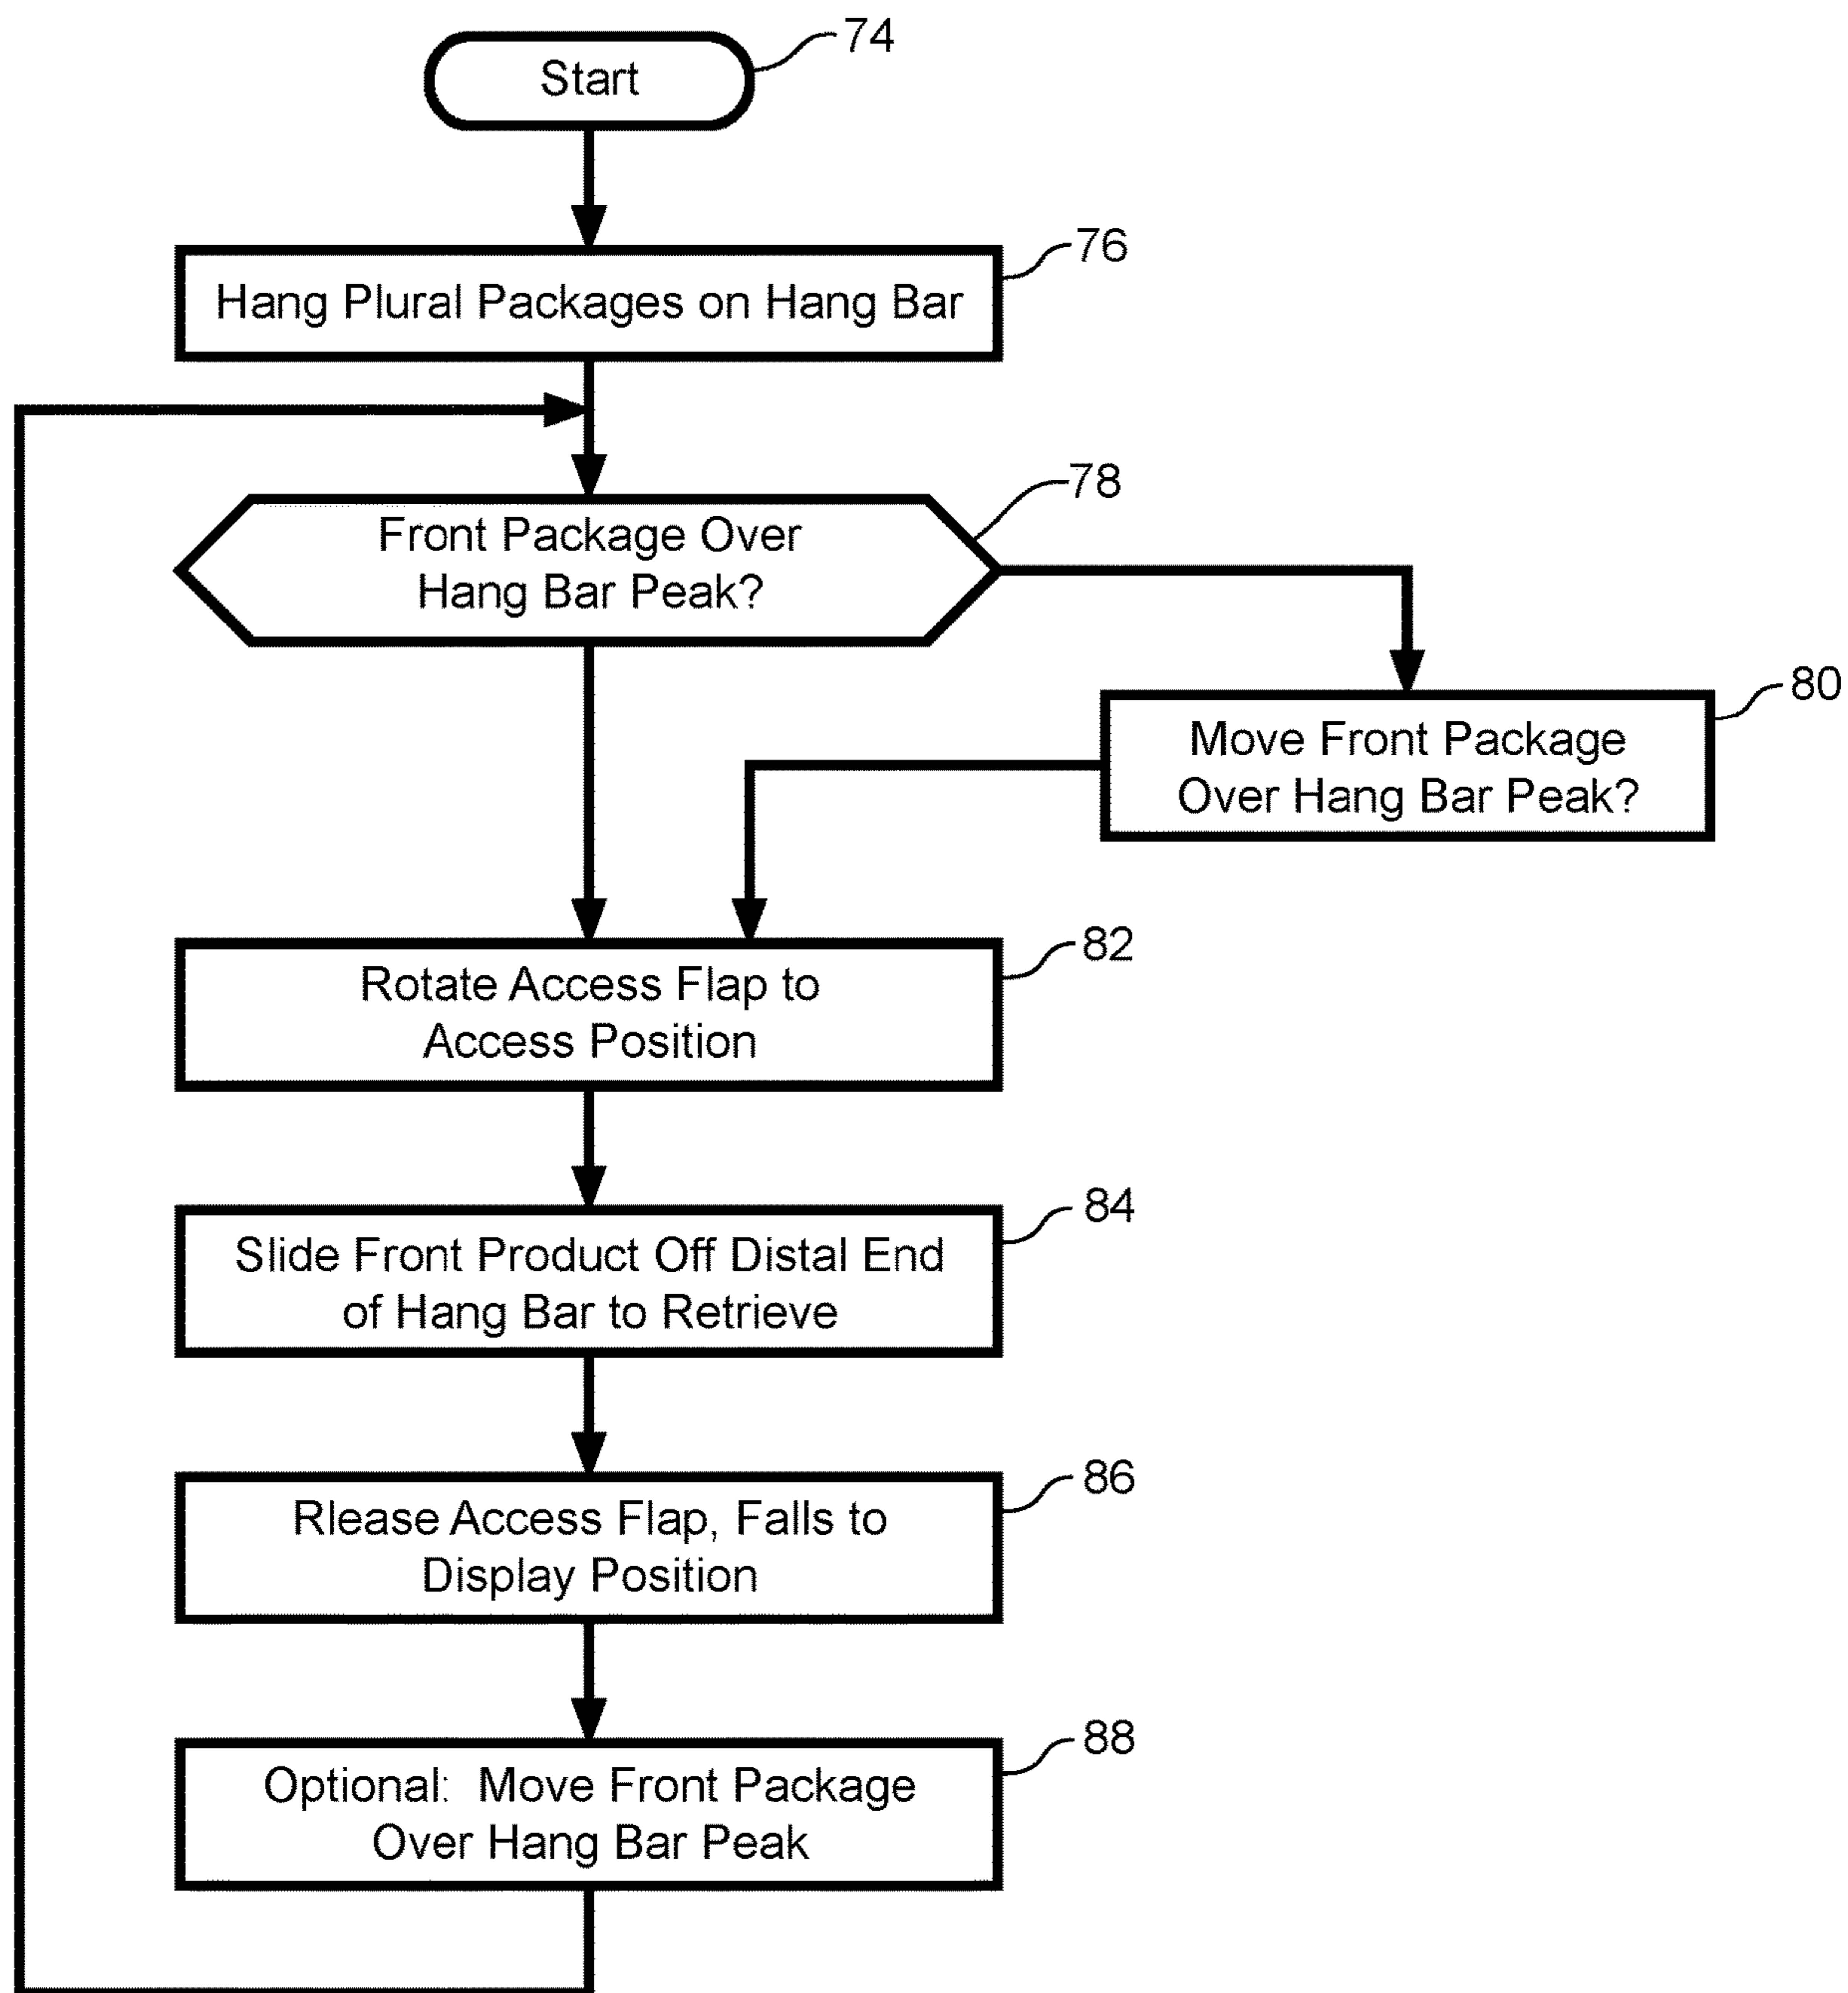 74
Start
76
Hang Plural Packages on Hang Bar
78
Front Package Over
Hang Bar Peak?
80
Move Front Package
Over Hang Bar Peak?
82
Rotate Access Flap to
Access Position
84
Slide Front Product Off Distal End
of Hang Bar to Retrieve
86
Rlease Access Flap, Falls to
Display Position
88
Optional: Move Front Package
Over Hang Bar Peak